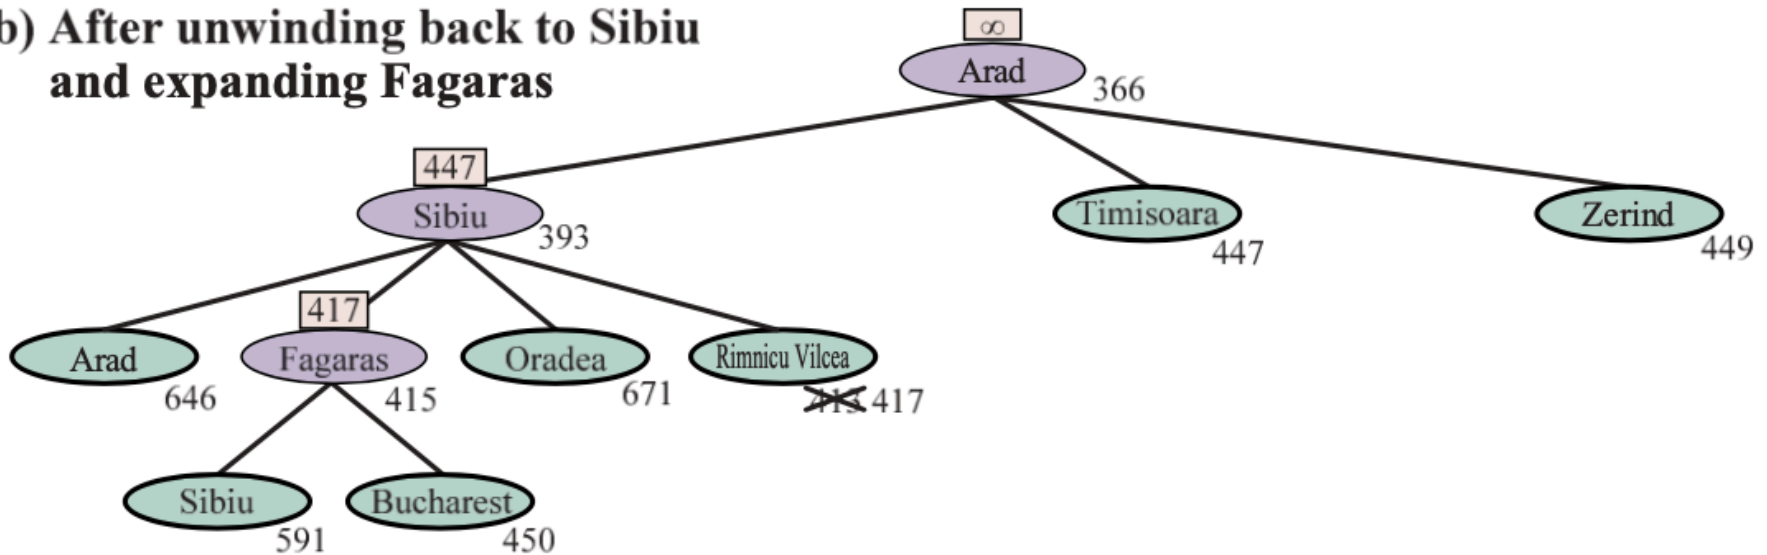 b) After unwinding back to Sibiu
and expanding Fagaras
∞
Arad
366
447
Sibiu
393
Timisoara
447
Zerind
449
417
Arad
646
Fagaras
415
Oradea
671
Rimnicu Vilcea
413 417
Sibiu
591
Bucharest
450